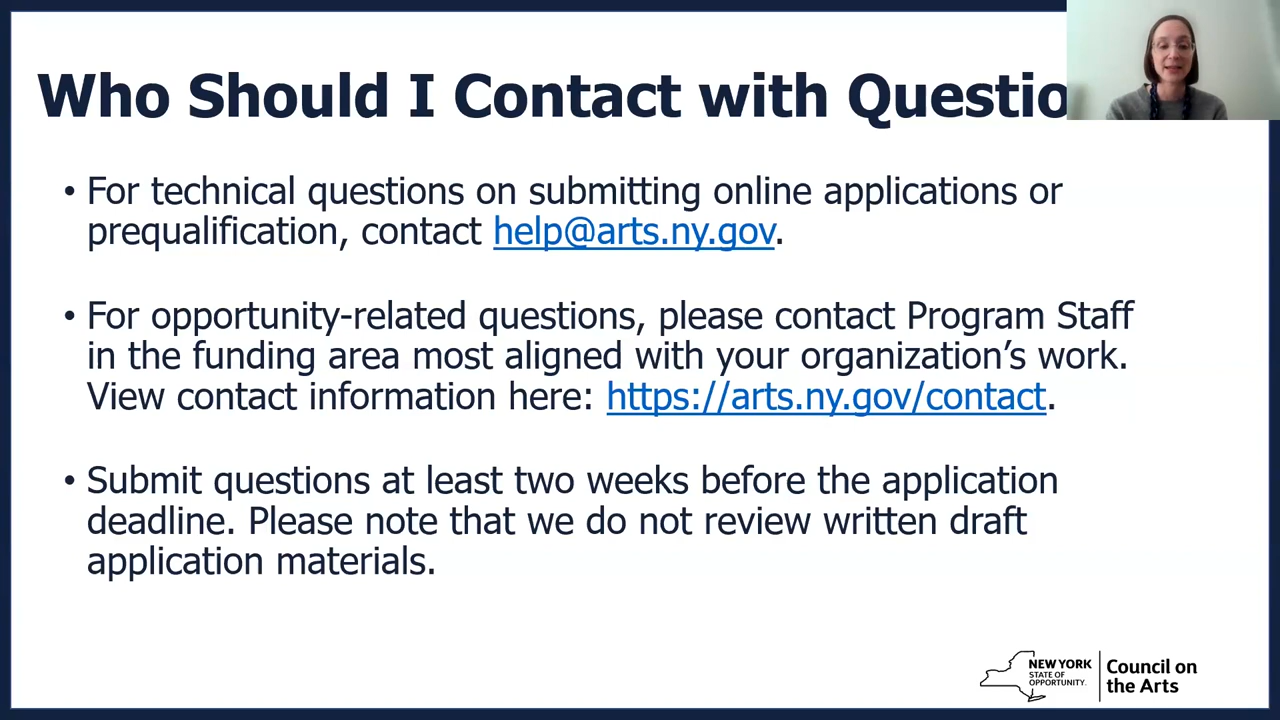 Who Should I Contact with Questio
• For technical questions on submitting online applications or
prequalification, contact help@arts.ny.gov.
• For opportunity-related questions, please contact Program Staff
in the funding area most aligned with your organization’s work.
View contact information here: https://arts.ny.gov/contact.
• Submit questions at least two weeks before the application
deadline. Please note that we do not review written draft
application materials.
NEW YORK
STATE OF
OPPORTUNITY.
Council on
the Arts